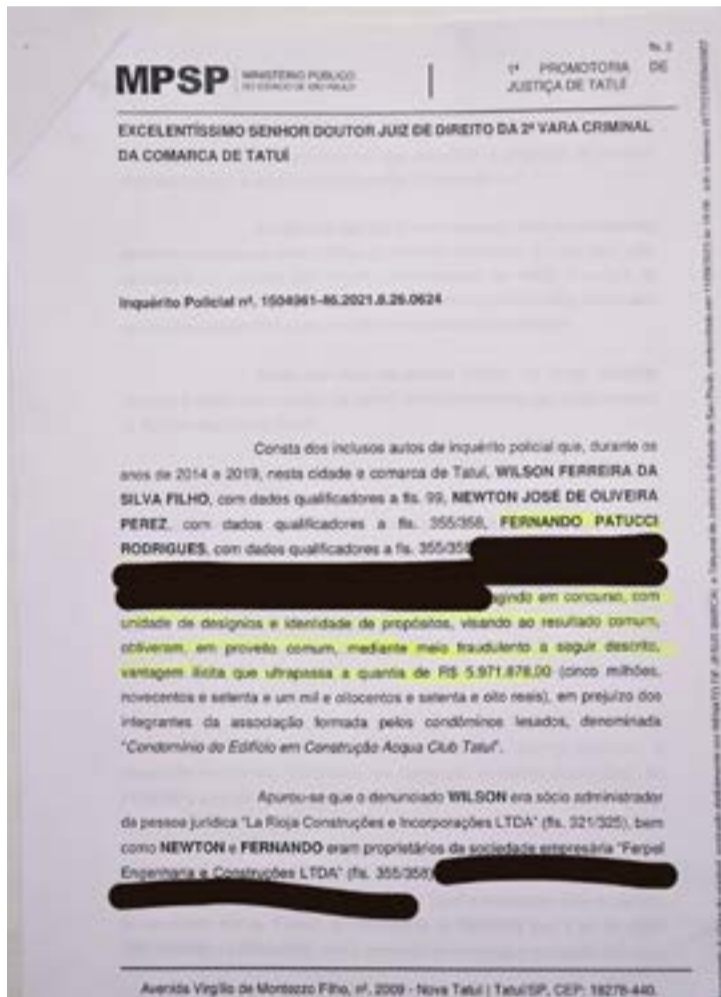 fls. 2
MPSP MINISTÉRIO PÚBLICO
DO ESTADO DE SÃO PAULO
1ª PROMOTORIA DE
JUSTIÇA DE TATUÍ
EXCELENTÍSSIMO SENHOR DOUTOR JUIZ DE DIREITO DA 2ª VARA CRIMINAL
DA COMARCA DE TATUÍ
Inquérito Policial nº. 1504961-46.2021.8.26.0624
Consta dos inclusos autos de inquérito policial que, durante os
anos de 2014 a 2019, nesta cidade e comarca de Tatuí, WILSON FERREIRA DA
SILVA FILHO, com dados qualificadores a fls. 99, NEWTON JOSÉ DE OLIVEIRA
PEREZ, com dados qualificadores a fls. 355/358, FERNANDO PATUCCI
RODRIGUES, com dados qualificadores a fls. 355/358
agindo em concurso, com
unidade de desígnios e identidade de propósitos, visando ao resultado comum,
obtiveram, em proveito comum, mediante meio fraudulento a seguir descrito,
vantagem ilícita que ultrapassa a quantia de R$ 5.971.878,00 (cinco milhões,
novecentos e setenta e um mil e oitocentos e setenta e oito reais), em prejuízo dos
integrantes da associação formada pelos condôminos lesados, denominada
"Condomínio do Edifício em Construção Acqua Club Tatuí".
Apurou-se que o denunciado WILSON era sócio administrador
da pessoa jurídica "La Rioja Construções e Incorporações LTDA" (fls. 321/325), bem
como NEWTON e FERNANDO eram proprietários da sociedade empresária "Ferpel
Engenharia e Construções LTDA" (fls. 355/358)
Avenida Virgílio de Montezzo Filho, nº. 2009 - Nova Tatuí | Tatuí/SP, CEP: 18278-440.